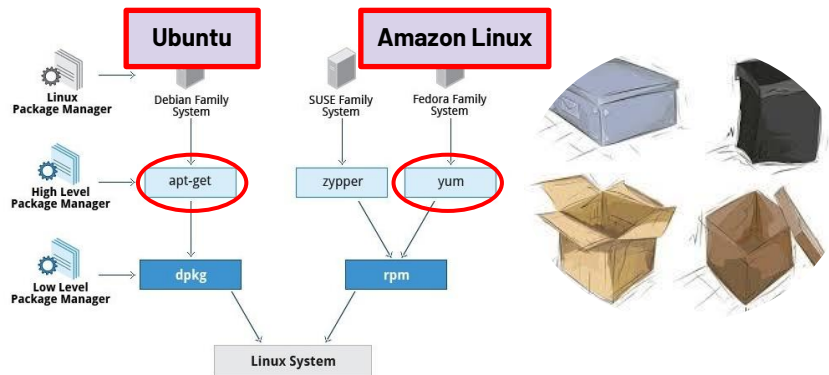 Ubuntu
Amazon Linux
Linux
Package Manager
Debian Family
System
SUSE Family
System
Fedora Family
System
High Level
Package Manager
apt-get
zypper
yum
Low Level
Package Manager
dpkg
rpm
Linux System